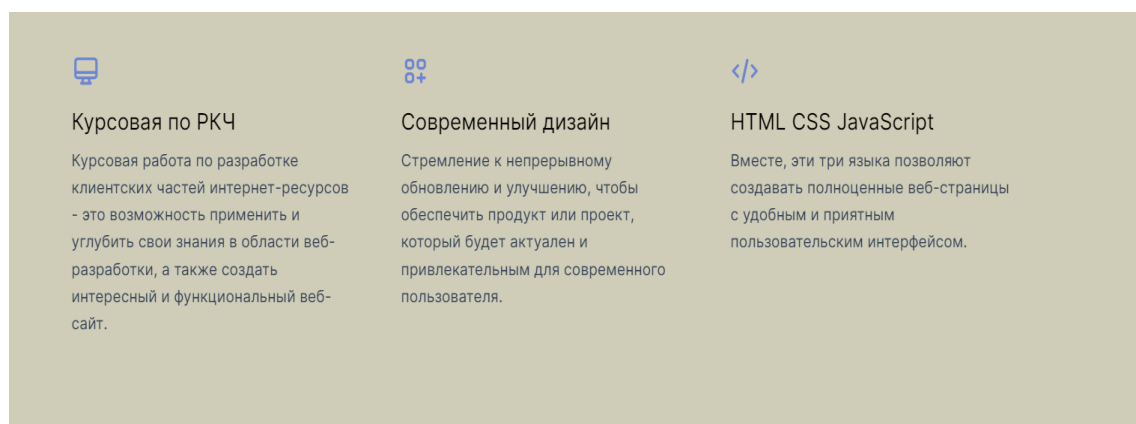 Курсовая по РКЧ
Курсовая работа по разработке
клиентских частей интернет-ресурсов
- это возможность применить и
углубить свои знания в области веб-
разработки, а также создать
интересный и функциональный веб-
сайт.
Современный дизайн
Стремление к непрерывному
обновлению и улучшению, чтобы
обеспечить продукт или проект,
который будет актуален и
привлекательным для современного
пользователя.
HTML CSS JavaScript
Вместе, эти три языка позволяют
создавать полноценные веб-страницы
с удобным и приятным
пользовательским интерфейсом.